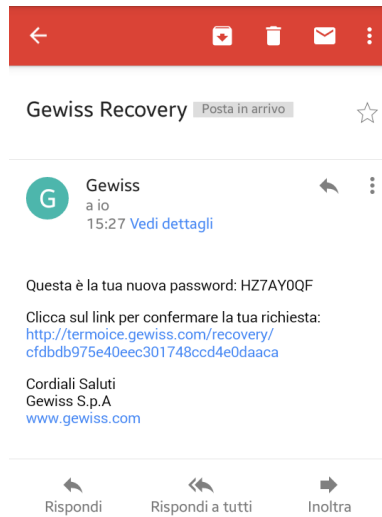 Gewiss Recovery Posta in arrivo
G
Gewiss
a io
15:27 Vedi dettagli
Questa è la tua nuova password: HZ7AY0QF
Clicca sul link per confermare la tua richiesta:
http://termoice.gewiss.com/recovery/
cfdbdb975e40eec301748ccd4e0daaca
Cordiali Saluti
Gewiss S.p.A
www.gewiss.com
Rispondi Rispondi a tutti Inoltra